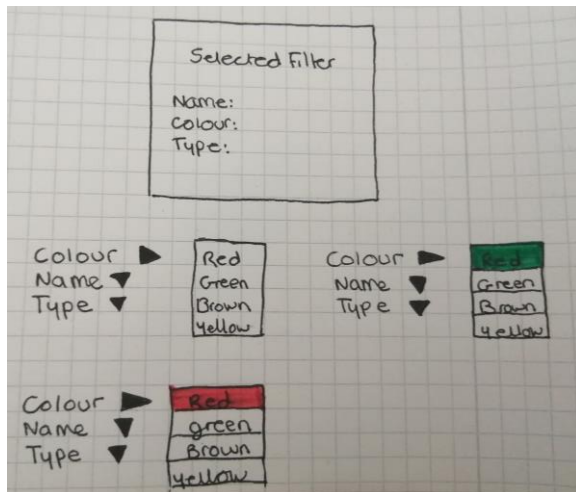 Selected Filter
Name:
Colour:
Type:
Colour
Name
Type
Red
Green
Brown
Yellow
Colour
Name
Type
Red
Green
Brown
Yellow
Colour
Name
Type
Red
green
Brown
yellow